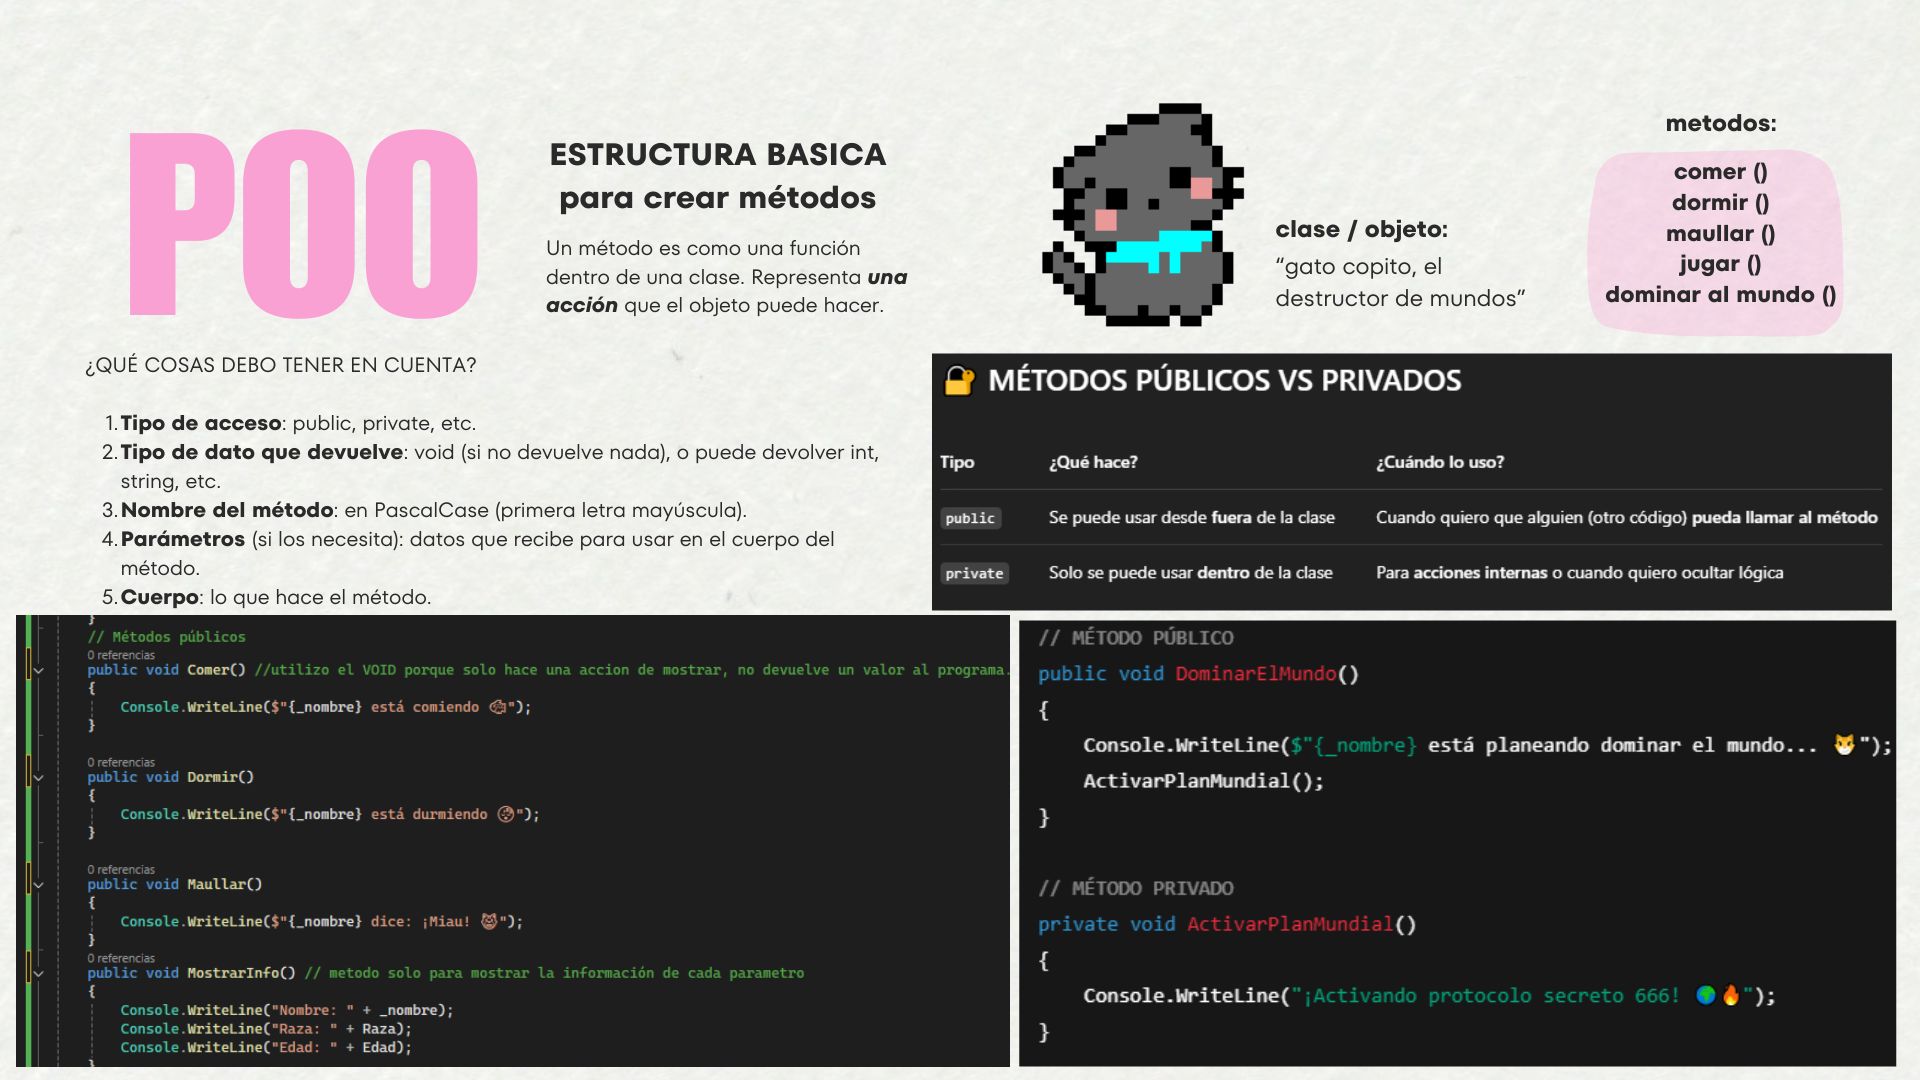 POO
ESTRUCTURA BASICA
para crear métodos
Un método es como una función
dentro de una clase. Representa una
acción que el objeto puede hacer.
clase / objeto:
“gato copito, el
destructor de mundos”
metodos:
comer ()
dormir ()
maullar ()
jugar ()
dominar al mundo ()
¿QUÉ COSAS DEBO TENER EN CUENTA?
1. Tipo de acceso: public, private, etc.
2. Tipo de dato que devuelve: void (si no devuelve nada), o puede devolver int,
string, etc.
3. Nombre del método: en PascalCase (primera letra mayúscula).
4. Parámetros (si los necesita): datos que recibe para usar en el cuerpo del
método.
5. Cuerpo: lo que hace el método.
🔐 MÉTODOS PÚBLICOS VS PRIVADOS
Tipo ¿Qué hace? ¿Cuándo lo uso?
public Se puede usar desde fuera de la clase Cuando quiero que alguien (otro código) pueda llamar al método
private Solo se puede usar dentro de la clase Para acciones internas o cuando quiero ocultar lógica
}
// Métodos públicos
0 referencias
public void Comer() //utilizo el VOID porque solo hace una accion de mostrar, no devuelve un valor al programa.
{
Console.WriteLine($"{_nombre} está comiendo 🍖");
}
0 referencias
public void Dormir()
{
Console.WriteLine($"{_nombre} está durmiendo 😴");
}
0 referencias
public void Maullar()
{
Console.WriteLine($"{_nombre} dice: ¡Miau! 😺");
}
0 referencias
public void MostrarInfo() // metodo solo para mostrar la información de cada parametro
{
Console.WriteLine("Nombre: " + _nombre);
Console.WriteLine("Raza: " + Raza);
Console.WriteLine("Edad: " + Edad);
}
// MÉTODO PÚBLICO
public void DominarElMundo()
{
Console.WriteLine($"{_nombre} está planeando dominar el mundo... 🐱");
ActivarPlanMundial();
}
// MÉTODO PRIVADO
private void ActivarPlanMundial()
{
Console.WriteLine("¡Activando protocolo secreto 666! 🌍🔥");
}